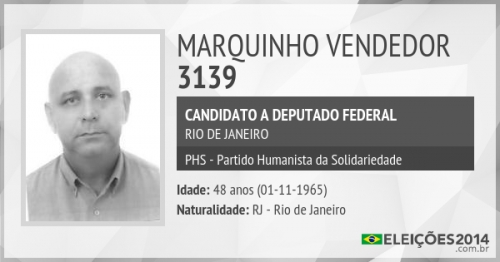 MARQUINHO VENDEDOR
3139
CANDIDATO A DEPUTADO FEDERAL
RIO DE JANEIRO
PHS - Partido Humanista da Solidariedade
Idade: 48 anos (01-11-1965)
Naturalidade: RJ - Rio de Janeiro
ELEIÇÕES2014
.com.br